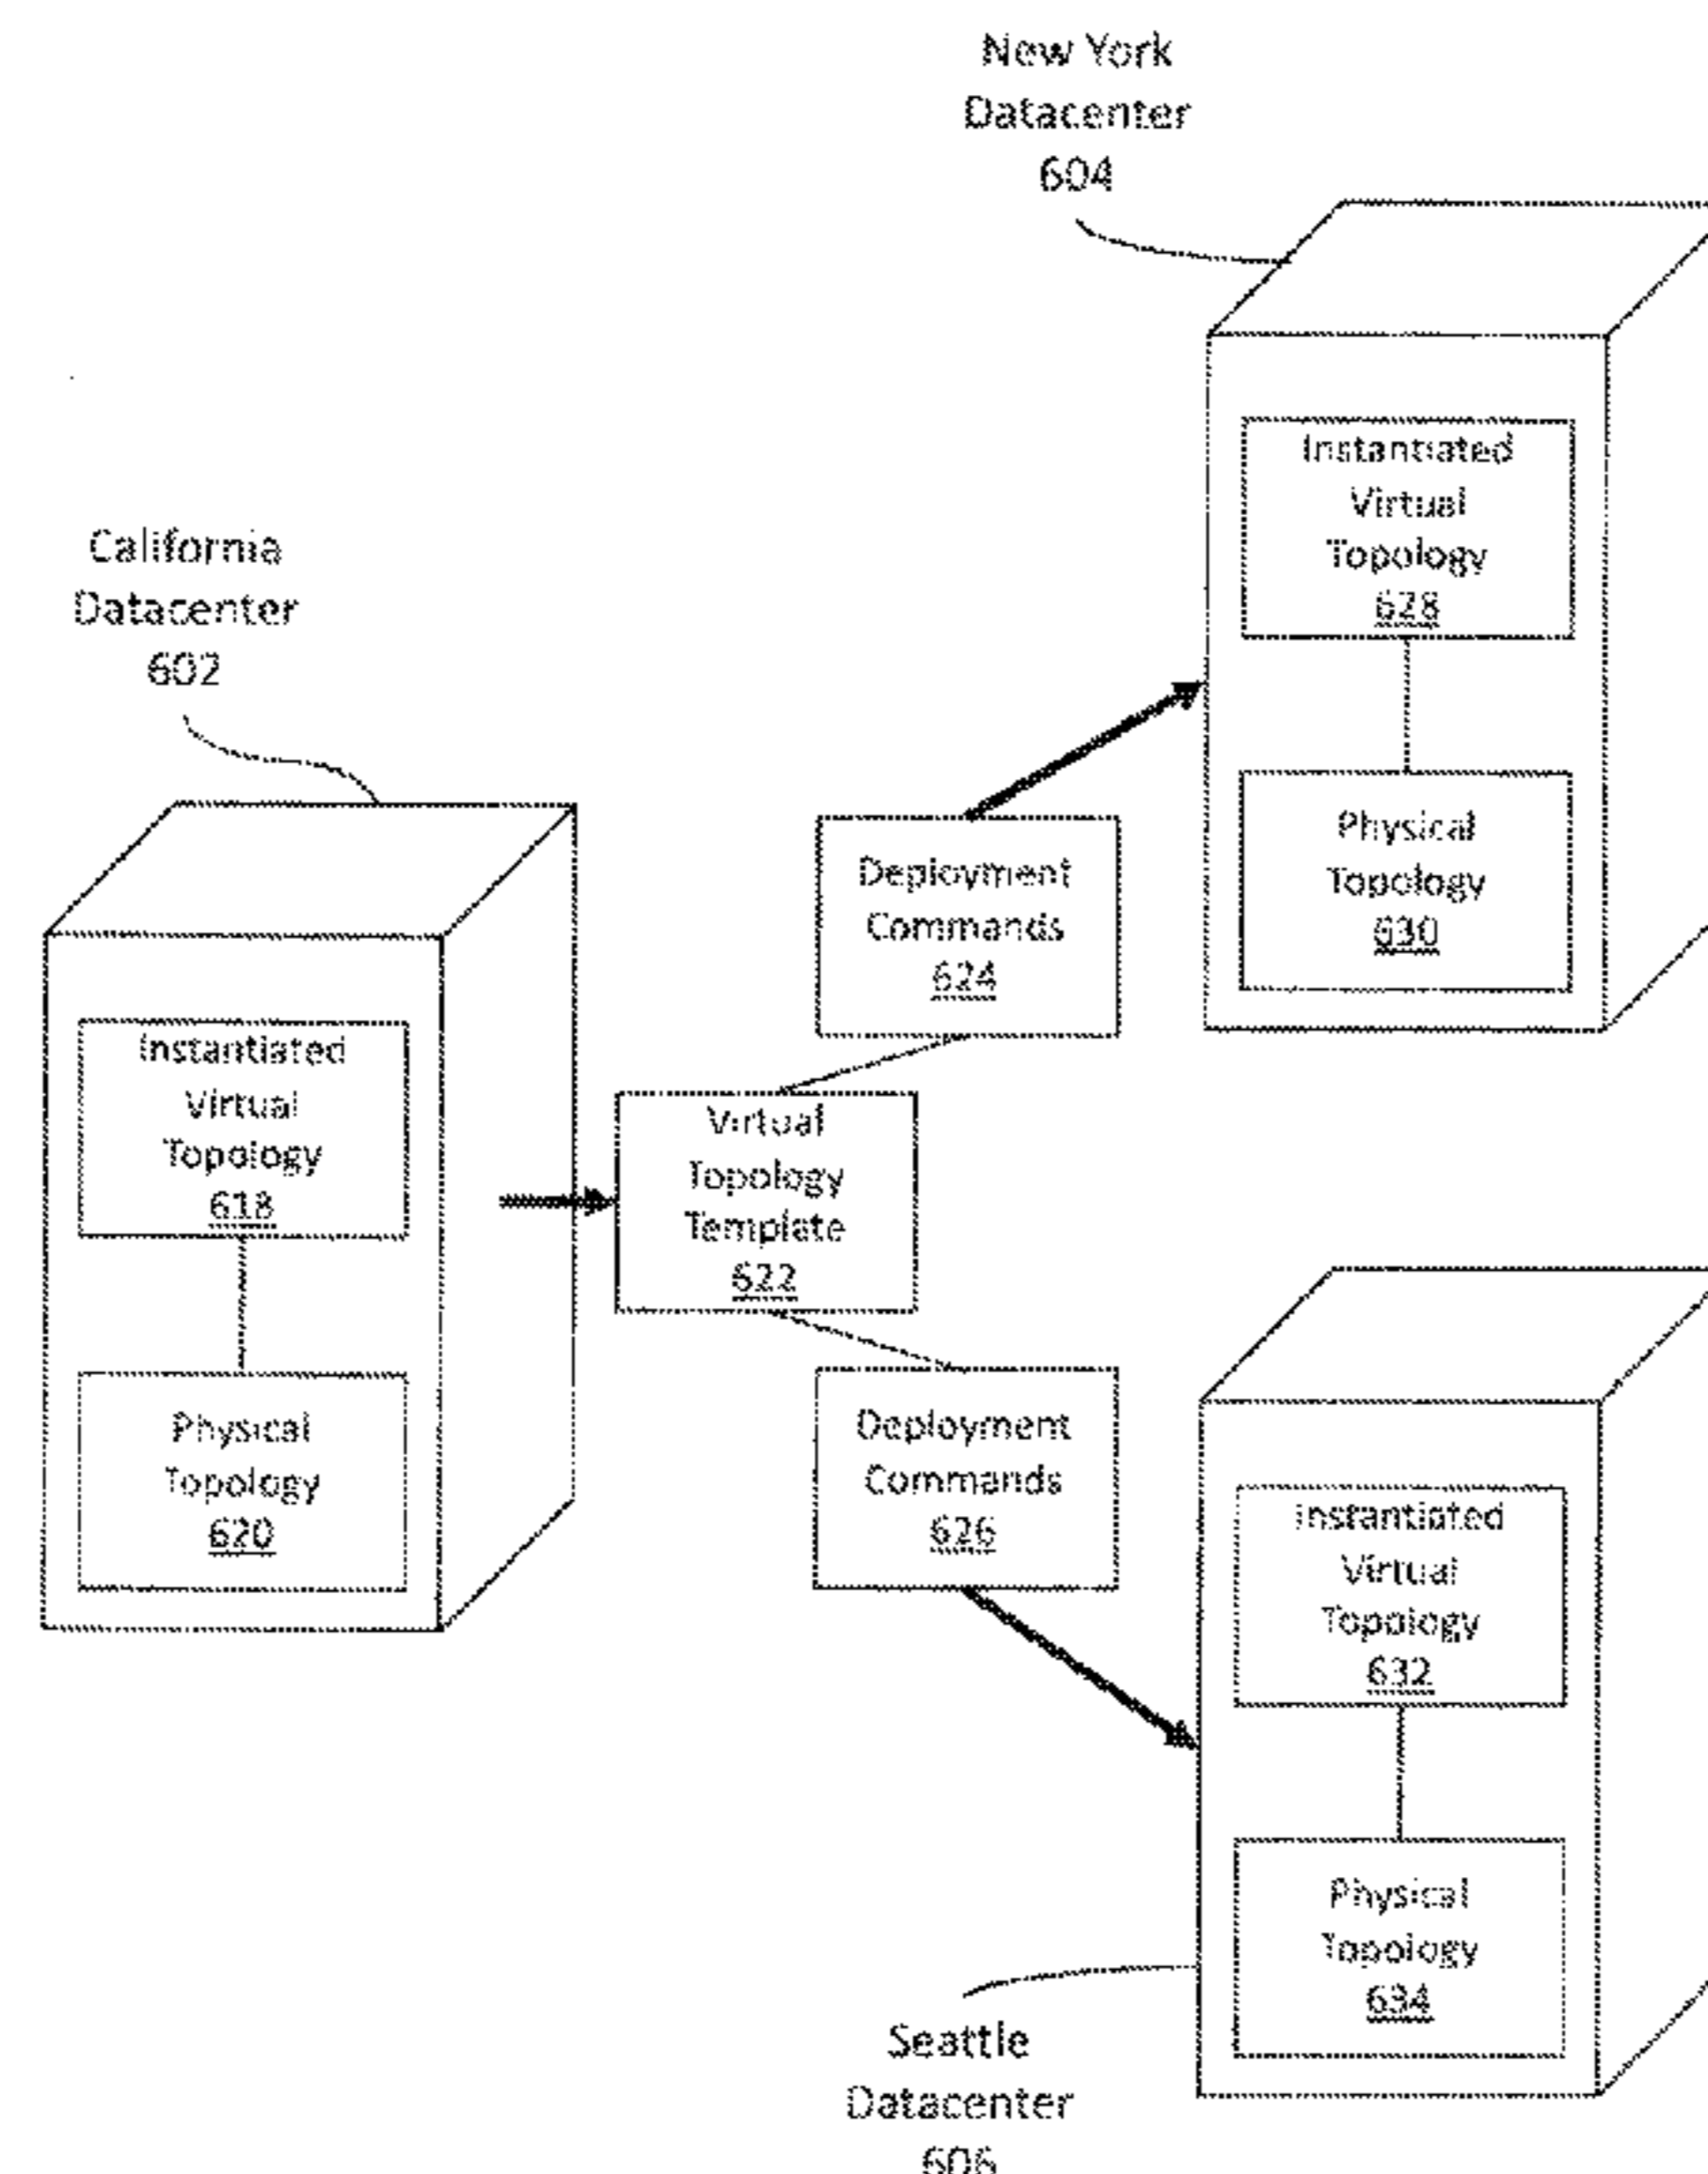 New York
Datacenter
604
Instantiated
Virtual
Topology
628
Physical
Topology
630
California
Datacenter
602
Instantiated
Virtual
Topology
618
Physical
Topology
620
Deployment
Commands
624
Virtual
Topology
Template
622
Deployment
Commands
626
Instantiated
Virtual
Topology
632
Physical
Topology
634
Seattle
Datacenter
606